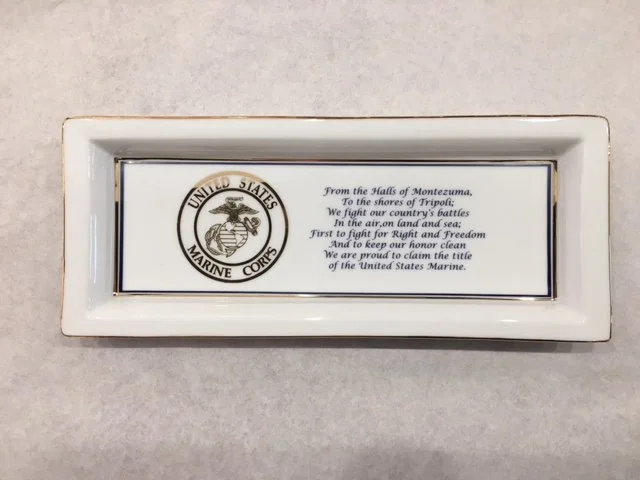 UNITED STATES
MARINE CORPS
From the Halls of Montezuma,
To the shores of Tripoli;
We fight our country's battles
In the air,on land and sea;
First to fight for Right and Freedom
And to keep our honor clean
We are proud to claim the title
of the United States Marine.